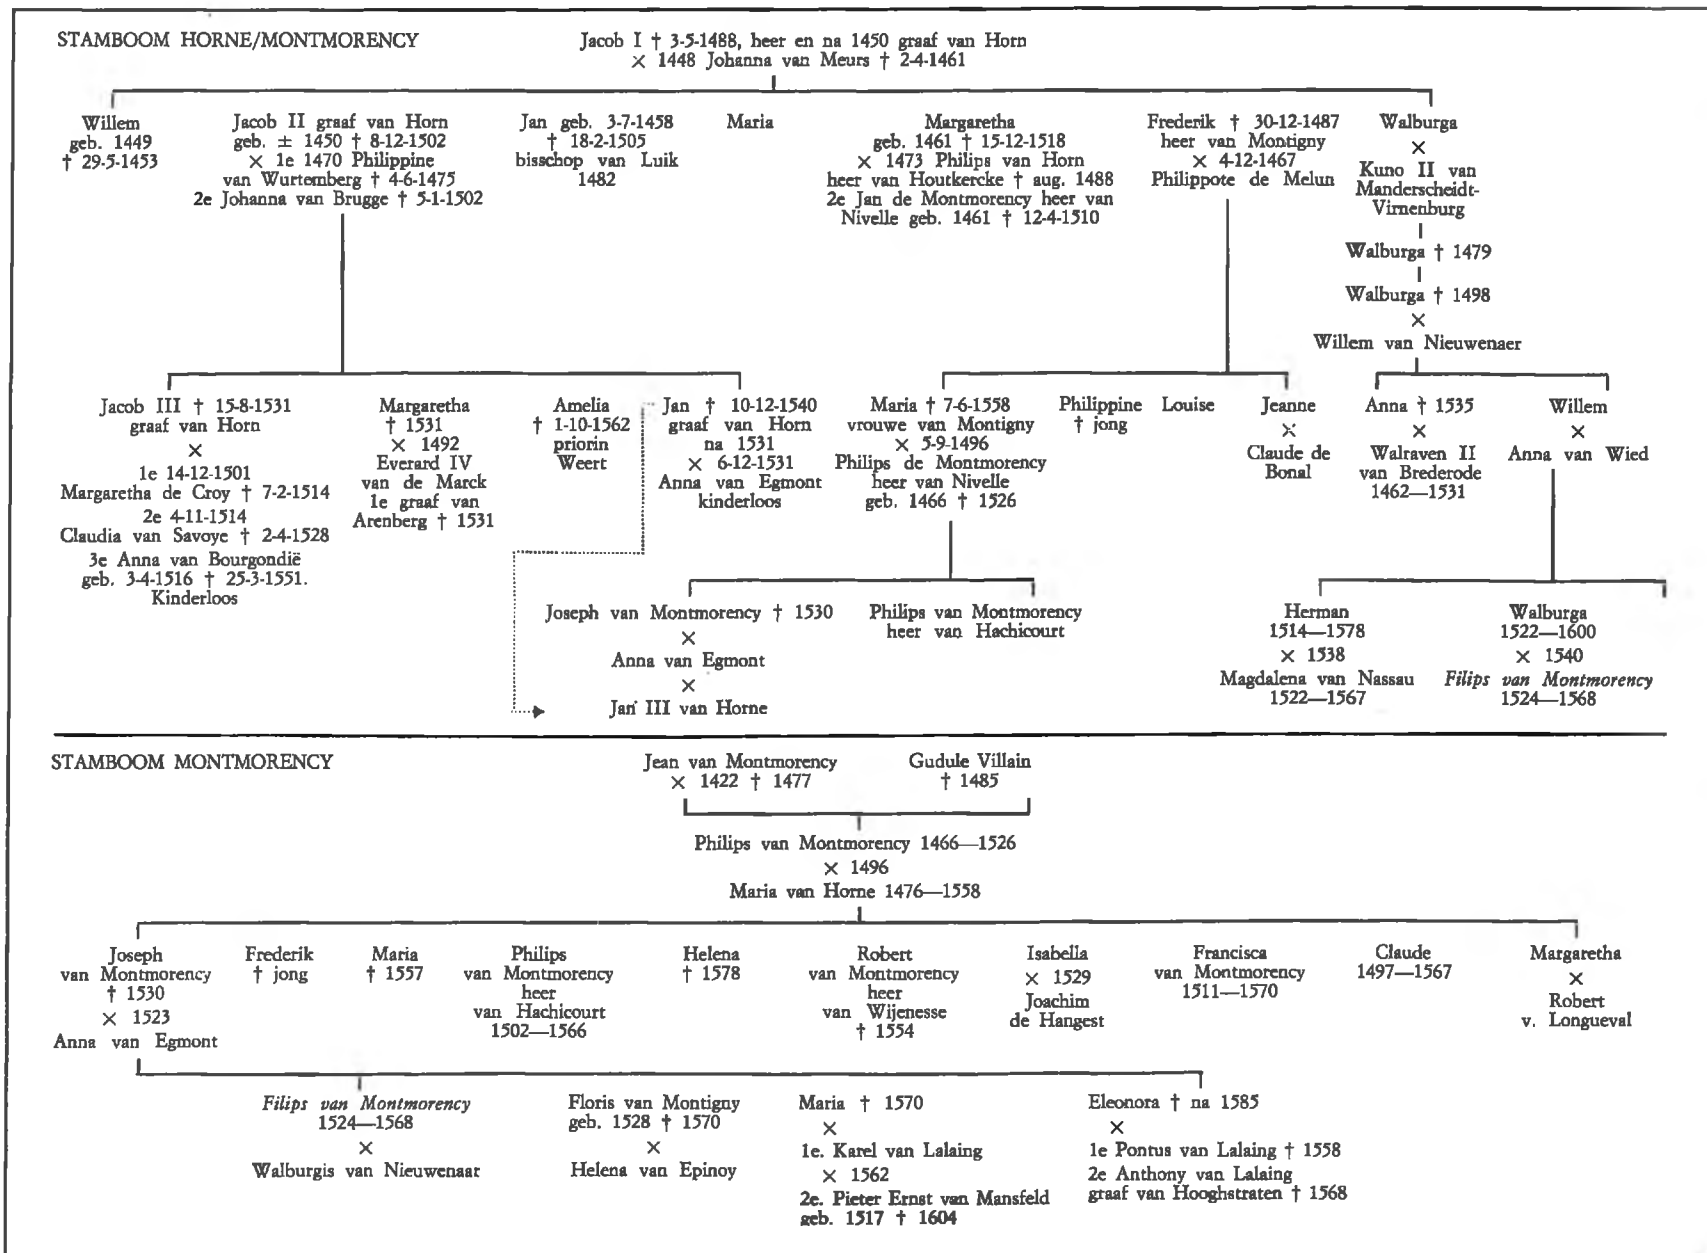 STAMBOOM HORNE/MONTMORENCY
Jacob I † 3-5-1488, heer en na 1450 graaf van Horn
× 1448 Johanna van Meurs † 2-4-1461
Willem
geb. 1449
† 29-5-1453
Jacob II graaf van Horn
geb. ± 1450 † 8-12-1502
× 1e 1470 Philippine
van Wurtemberg † 4-6-1475
2e Johanna van Brugge † 5-1-1502
Jan geb. 3-7-1458
† 18-2-1505
bisschop van Luik
1482
Maria
Margaretha
geb. 1461 † 15-12-1518
× 1473 Philips van Horn
heer van Houtkercke † aug. 1488
2e Jan de Montmorency heer van
Nivelle geb. 1461 † 12-4-1510
Frederik † 30-12-1487
heer van Montigny
× 4-12-1467
Philippote de Melun
Walburga
×
Kuno II van
Manderscheidt-
Virnenburg
Walburga † 1479
Walburga † 1498
×
Willem van Nieuwenaer
Jacob III † 15-8-1531
graaf van Horn
×
1e 14-12-1501
Margaretha de Croy † 7-2-1514
2e 4-11-1514
Claudia van Savoye † 2-4-1528
3e Anna van Bourgondië
geb. 3-4-1516 † 25-3-1551.
Kinderloos
Margaretha
† 1531
× 1492
Everard IV
van de Marck
1e graaf van
Arenberg † 1531
Amelia
† 1-10-1562
priorin
Weert
Jan † 10-12-1540
graaf van Horn
na 1531
× 6-12-1531
Anna van Egmont
kinderloos
Maria † 7-6-1558
vrouwe van Montigny
× 5-9-1496
Philips de Montmorency
heer van Nivelle
geb. 1466 † 1526
Philippine
† jong
Louise
Jeanne
×
Claude de
Bonal
Anna † 1535
×
Walraven II
van Brederode
1462—1531
Willem
×
Anna van Wied
Joseph van Montmorency † 1530
×
Anna van Egmont
×
Jan III van Horne
Philips van Montmorency
heer van Hachicourt
Herman
1514—1578
× 1538
Magdalena van Nassau
1522—1567
Walburga
1522—1600
× 1540
Filips van Montmorency
1524—1568
STAMBOOM MONTMORENCY
Jean van Montmorency
× 1422 † 1477
Gudule Villain
† 1485
Philips van Montmorency 1466—1526
× 1496
Maria van Horne 1476—1558
Joseph
van Montmorency
† 1530
× 1523
Anna van Egmont
Frederik
† jong
Maria
† 1557
Philips
van Montmorency
heer
van Hachicourt
1502—1566
Helena
† 1578
Robert
van Montmorency
heer
van Wijenesse
† 1554
Isabella
× 1529
Joachim
de Hangest
Francisca
van Montmorency
1511—1570
Claude
1497—1567
Margaretha
×
Robert
v. Longueval
Filips van Montmorency
1524—1568
×
Walburgis van Nieuwenaar
Floris van Montigny
geb. 1528 † 1570
×
Helena van Epinoy
Maria † 1570
×
1e. Karel van Lalaing
× 1562
2e. Pieter Ernst van Mansfeld
geb. 1517 † 1604
Eleonora † na 1585
×
1e Pontus van Lalaing † 1558
2e Anthony van Lalaing
graaf van Hooghstraten † 1568